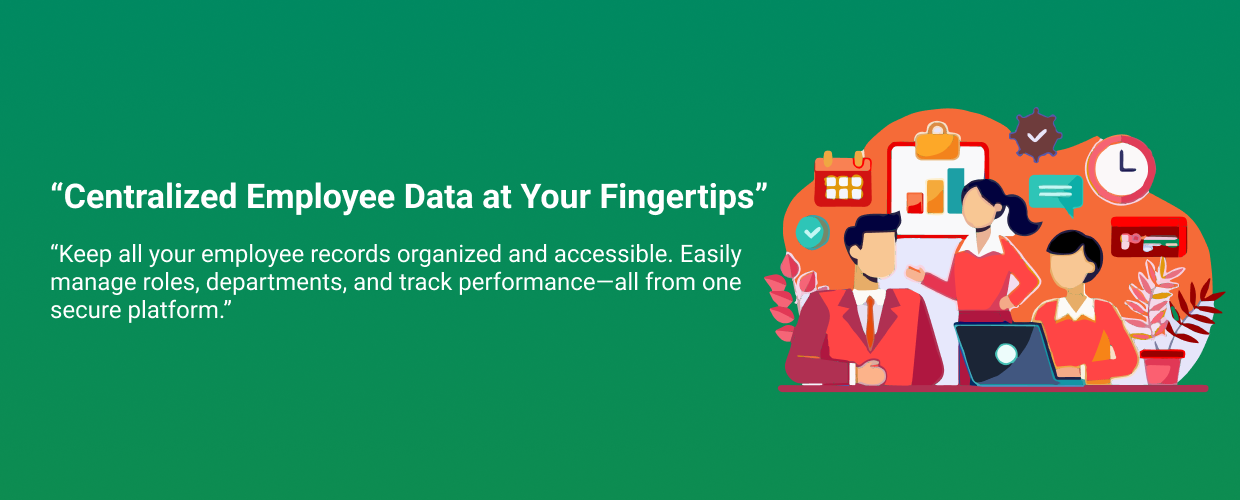 “Centralized Employee Data at Your Fingertips”
“Keep all your employee records organized and accessible. Easily
manage roles, departments, and track performance—all from one
secure platform.”